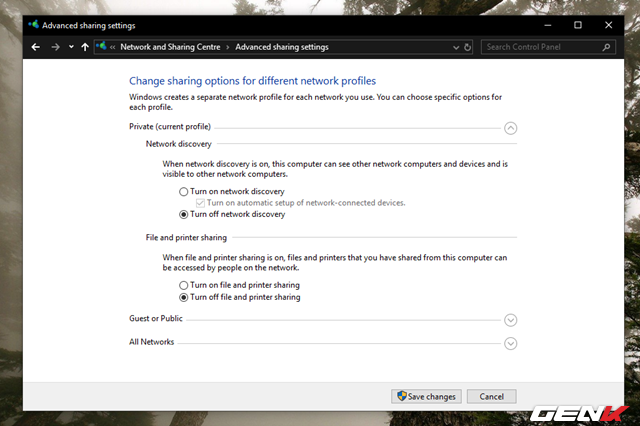 Advanced sharing settings
« Network and Sharing Centre > Advanced sharing settings
Search Control Panel
Change sharing options for different network profiles
Windows creates a separate network profile for each network you use. You can choose specific options for
each profile.
Private (current profile)
Network discovery
When network discovery is on, this computer can see other network computers and devices and is
visible to other network computers.
Turn on network discovery
Turn on automatic setup of network-connected devices.
Turn off network discovery
File and printer sharing
When file and printer sharing is on, files and printers that you have shared from this computer can
be accessed by people on the network.
Turn on file and printer sharing
Turn off file and printer sharing
Guest or Public
All Networks
Save changes
Cancel
GENK